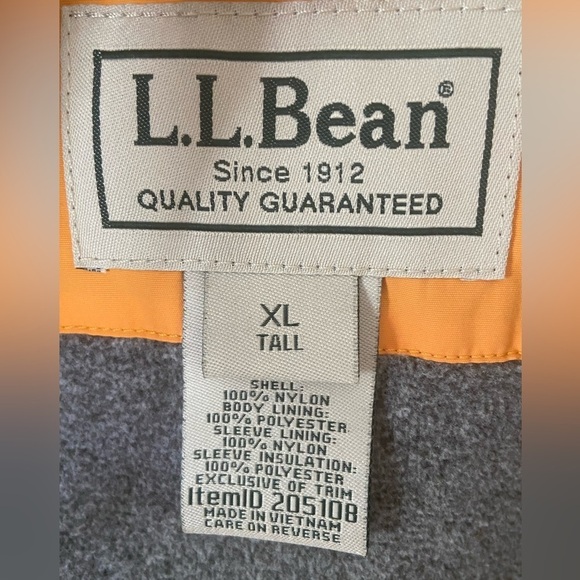 L.L.Bean®
Since 1912
QUALITY GUARANTEED
XL
TALL
SHELL:
100% NYLON
BODY LINING:
100% POLYESTER
SLEEVE LINING:
100% NYLON
SLEEVE INSULATION:
100% POLYESTER
EXCLUSIVE OF TRIM
ItemID 205108
MADE IN VIETNAM
CARE ON REVERSE